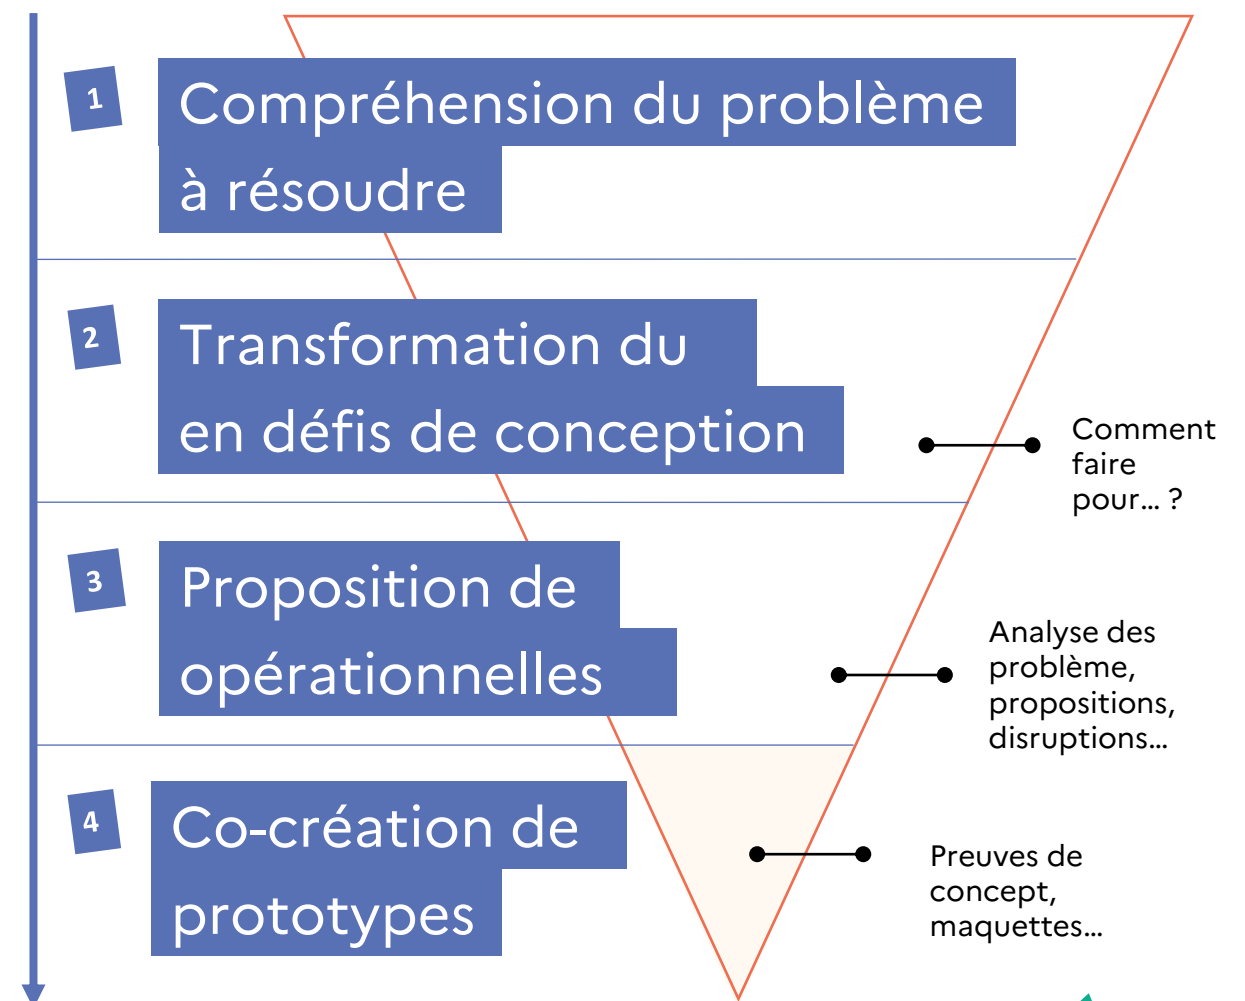 1
Compréhension du problème
à résoudre
2
Transformation du
en défis de conception
Comment
faire
pour… ?
3
Proposition de
opérationnelles
Analyse des
problème,
propositions,
disruptions…
4
Co-création de
prototypes
Preuves de
concept,
maquettes…